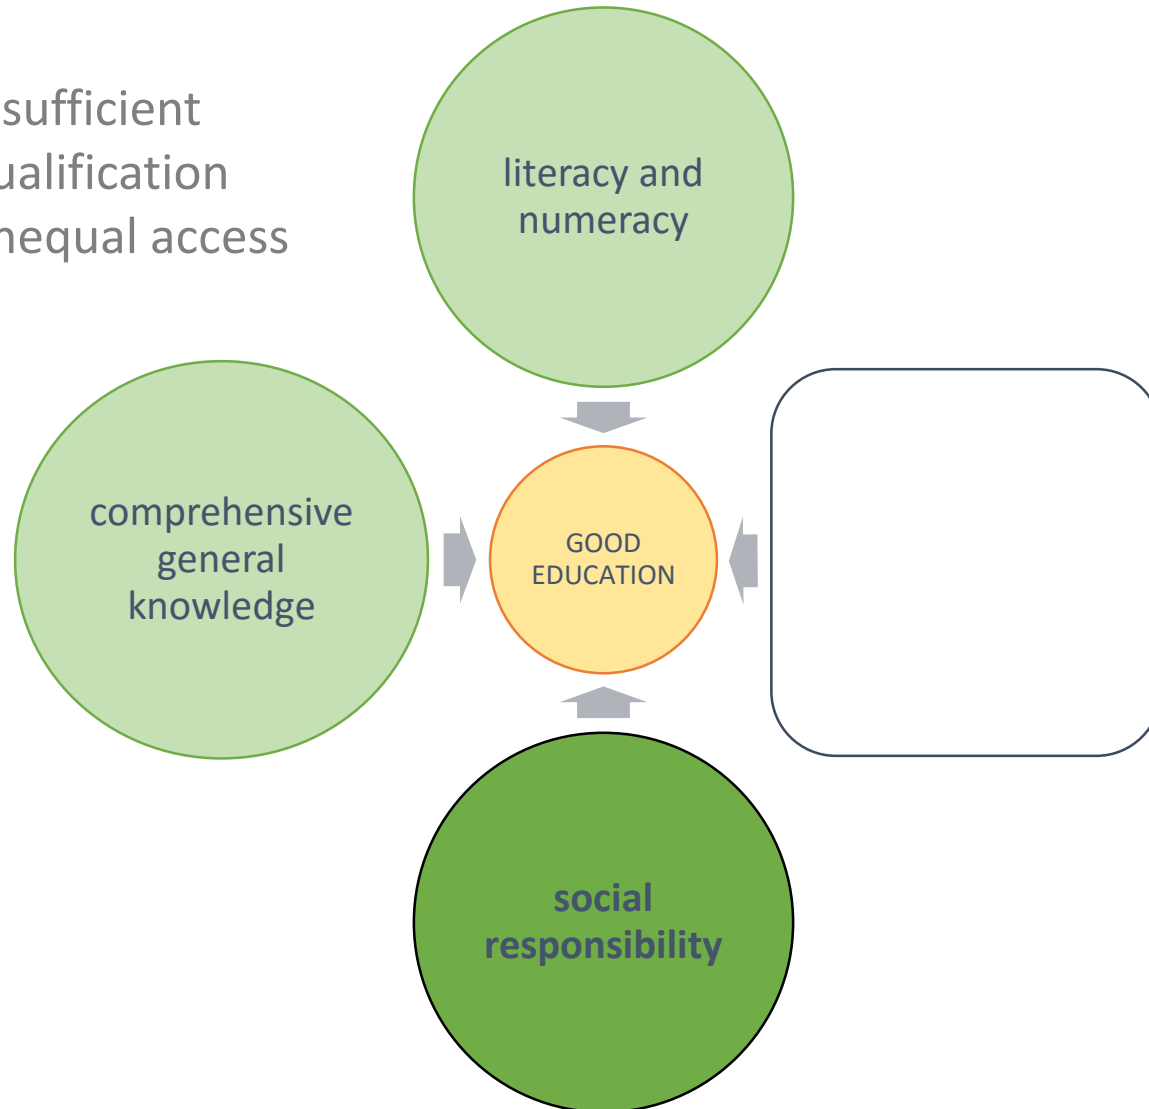 sufficient
ualification
nequal access
literacy and
numeracy
comprehensive
general
knowledge
GOOD
EDUCATION
social
responsibility